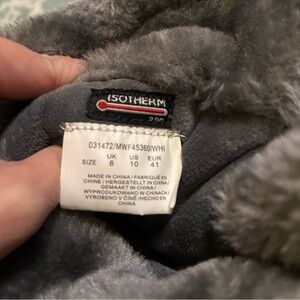 ISOTHERM
200
031472/MWF45360/WHI
UK US EUR
SIZE 8 10 41
MADE IN CHINA / FABRIQUÉ EN
CHINE / HERGESTELLT IN CHINA /
GEMAAKT IN CHINA /
WYPRODUKOWANO W CHINACH /
VYROBENO V ČÍNĚ / HECHO EN
CHINA